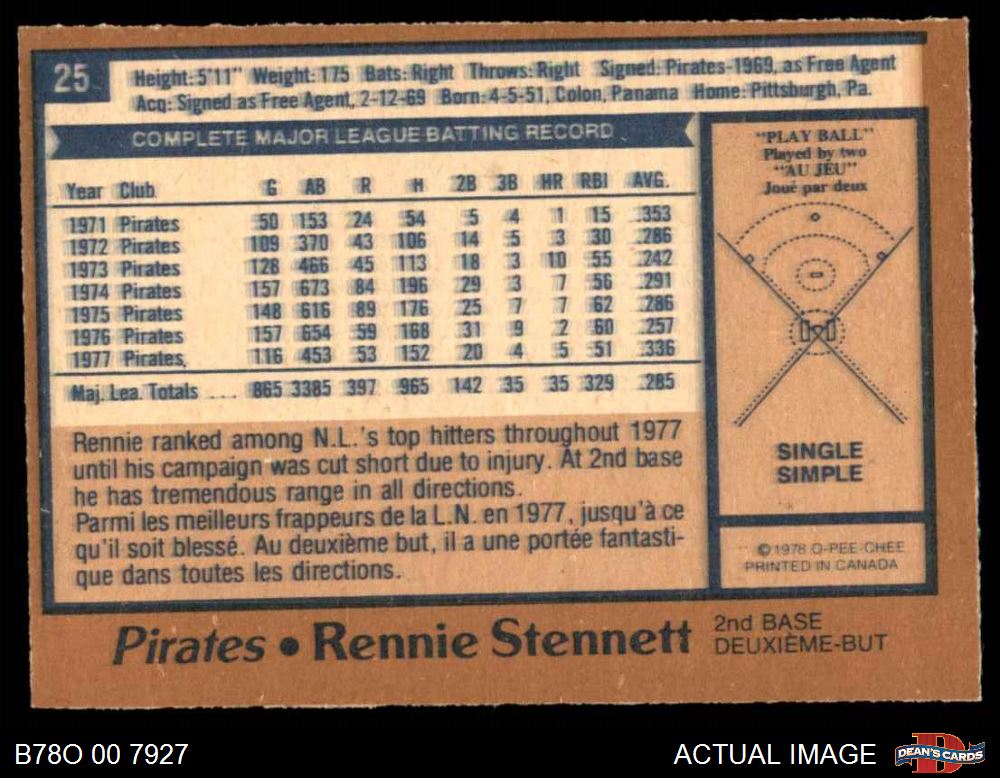 25
Height: 5'11" Weight: 175 Bats: Right Throws: Right Signed: Pirates-1969, as Free Agent
Acq: Signed as Free Agent, 2-12-69 Born: 4-5-51, Colon, Panama Home: Pittsburgh, Pa.
COMPLETE MAJOR LEAGUE BATTING RECORD
Year Club G AB R H 2B 3B HR RBI AVG.
1971 Pirates 50 153 24 54 5 4 1 15 .353
1972 Pirates 109 370 43 106 14 5 3 30 .286
1973 Pirates 128 466 45 113 18 3 10 55 .242
1974 Pirates 157 673 84 196 29 3 7 56 .291
1975 Pirates 148 616 89 176 25 7 7 62 .286
1976 Pirates 157 654 59 168 31 9 2 60 .257
1977 Pirates, 116 453 53 152 20 4 5 51 .336
Maj. Lea. Totals .... 865 3385 397 965 142 35 35 329 .285
Rennie ranked among N.L.'s top hitters throughout 1977
until his campaign was cut short due to injury. At 2nd base
he has tremendous range in all directions.
Parmi les meilleurs frappeurs de la L.N. en 1977, jusqu'à ce
qu'il soit blessé. Au deuxième but, il a une portée fantasti-
que dans toutes les directions.
"PLAY BALL"
Played by two
"AU JEU"
Joué par deux
SINGLE
SIMPLE
© 1978 O-PEE-CHEE
PRINTED IN CANADA
Pirates • Rennie Stennett
2nd BASE
DEUXIÈME-BUT
B78O 00 7927
ACTUAL IMAGE
DEAN'S CARDS